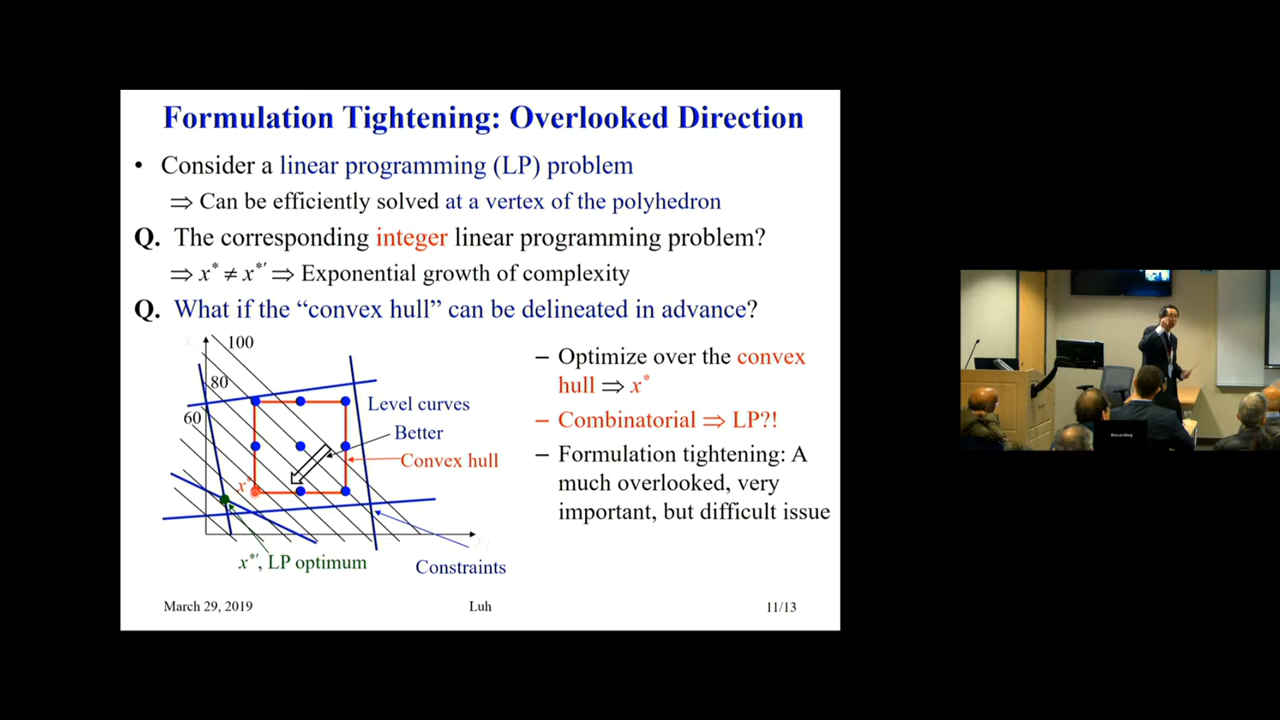 Formulation Tightening: Overlooked Direction
• Consider a linear programming (LP) problem
⇒ Can be efficiently solved at a vertex of the polyhedron
Q. The corresponding integer linear programming problem?
⇒ x* ≠ x*′ ⇒ Exponential growth of complexity
Q. What if the “convex hull” can be delineated in advance?
100
80
60
Level curves
Better
Convex hull
x*
x*′, LP optimum
Constraints
– Optimize over the convex
hull ⇒ x*
– Combinatorial ⇒ LP?!
– Formulation tightening: A
much overlooked, very
important, but difficult issue
March 29, 2019
Luh
11/13
Recording